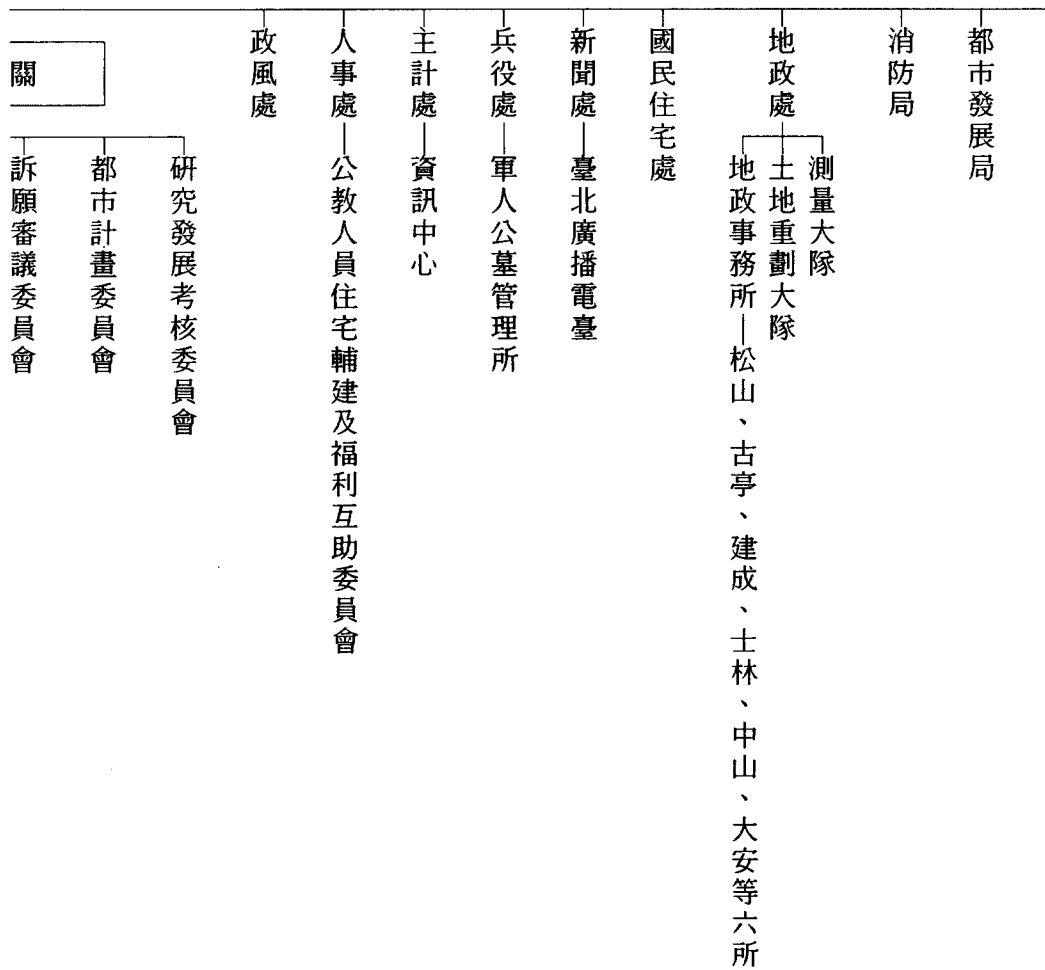 都市發展局
消防局
地政處
測量大隊
土地重劃大隊
地政事務所—松山、古亭、建成、士林、中山、大安等六所
國民住宅處
新聞處—臺北廣播電臺
兵役處—軍人公墓管理所
主計處—資訊中心
人事處—公教人員住宅輔建及福利互助委員會
政風處
研究發展考核委員會
都市計畫委員會
訴願審議委員會
關